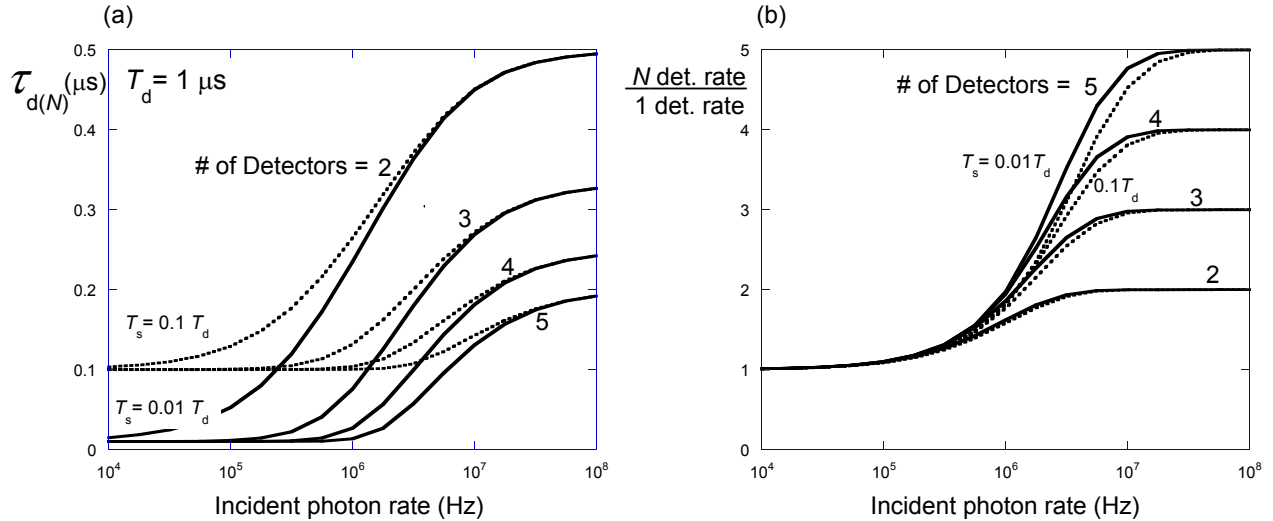 (a)
τd(N)(μs)
Td = 1 μs
# of Detectors = 2
3
4
5
Ts = 0.1 Td
Ts = 0.01 Td
0.5
0.4
0.3
0.2
0.1
0
10^4
10^5
10^6
10^7
10^8
Incident photon rate (Hz)
(b)
N det. rate
1 det. rate
# of Detectors = 5
4
3
2
Ts = 0.01Td
0.1Td
5
4
3
2
1
0
10^4
10^5
10^6
10^7
10^8
Incident photon rate (Hz)